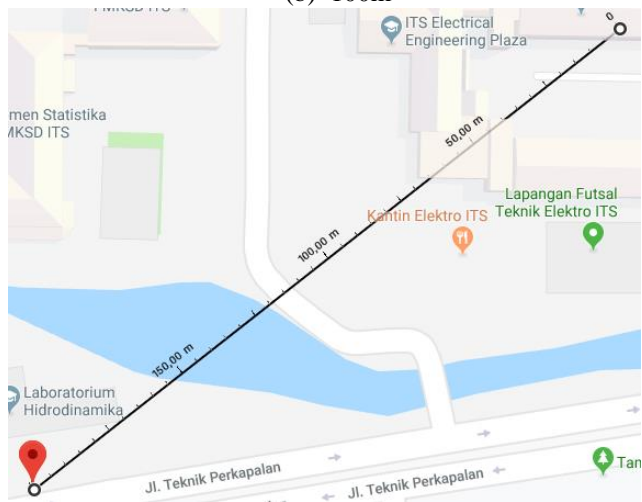 ITS Electrical
Engineering Plaza
0
men Statistika
MKSD ITS
50,00 m
Lapangan Futsal
Teknik Elektro ITS
Kantin Elektro ITS
100,00 m
150,00 m
Laboratorium
Hidrodinamika
Jl. Teknik Perkapalan
Jl. Teknik Perkapalan
Tan